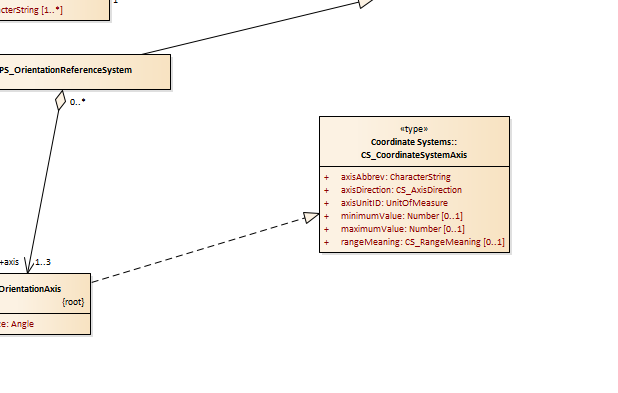 1
cterString [1..*]
PS_OrientationReferenceSystem
0..*
«type»
Coordinate Systems::
CS_CoordinateSystemAxis
+ axisAbbrev: CharacterString
+ axisDirection: CS_AxisDirection
+ axisUnitID: UnitOfMeasure
+ minimumValue: Number [0..1]
+ maximumValue: Number [0..1]
+ rangeMeaning: CS_RangeMeaning [0..1]
+axis 1..3
OrientationAxis
{root}
e: Angle